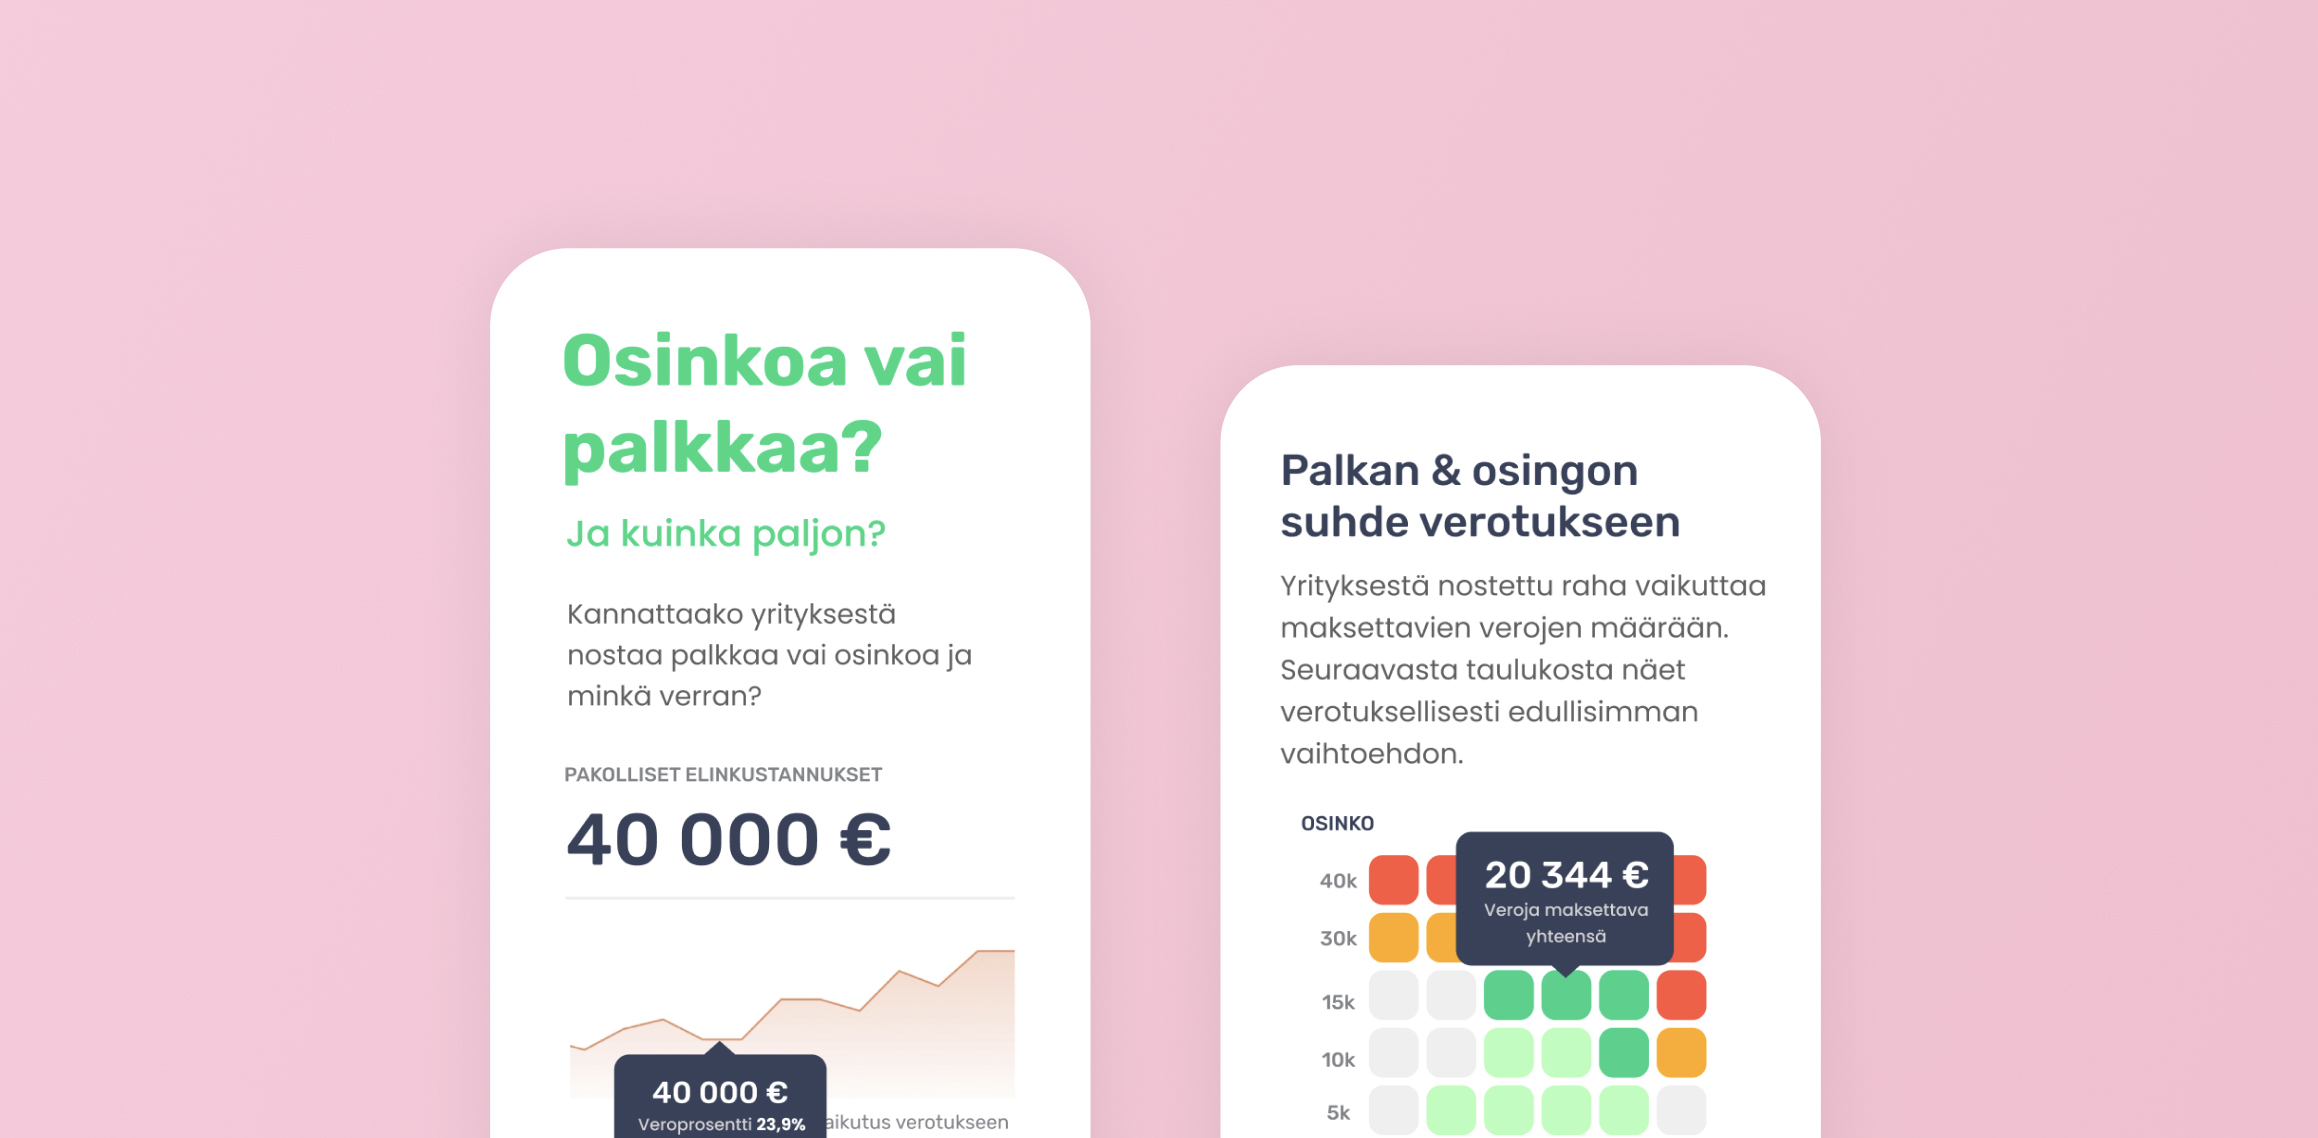 Osinkoa vai
palkkaa?
Ja kuinka paljon?
Kannattaako yrityksestä
nostaa palkkaa vai osinkoa ja
minkä verran?
PAKOLLISET ELINKUSTANNUKSET
40 000 €
40 000 €
Veroprosentti 23,9%
aikutus verotukseen
Palkan & osingon
suhde verotukseen
Yrityksestä nostettu raha vaikuttaa
maksettavien verojen määrään.
Seuraavasta taulukosta näet
verotuksellisesti edullisimman
vaihtoehdon.
OSINKO
20 344 €
Veroja maksettava
yhteensä
40k
30k
15k
10k
5k